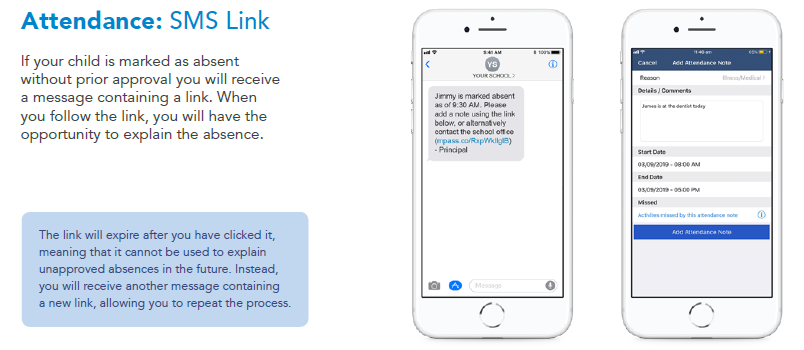 Attendance: SMS Link
If your child is marked as absent
without prior approval you will receive
a message containing a link. When
you follow the link, you will have the
opportunity to explain the absence.
The link will expire after you have clicked it,
meaning that it cannot be used to explain
unapproved absences in the future. Instead,
you will receive another message containing
a new link, allowing you to repeat the process.
9:41 AM
100%
YS
YOUR SCHOOL >
Jimmy is marked absent
as of 9:30 AM. Please
add a note using the link
below, or alternatively
contact the school office
- Principal
Message
11:46 am
Cancel
Add Attendance Note
Reason
Illness/Medical >
Details / Comments
James is at the dentist today
Start Date
03/09/2019 - 08:00 AM
End Date
03/09/2019 - 05:00 PM
Missed
Activities missed by this attendance note
Add Attendance Note